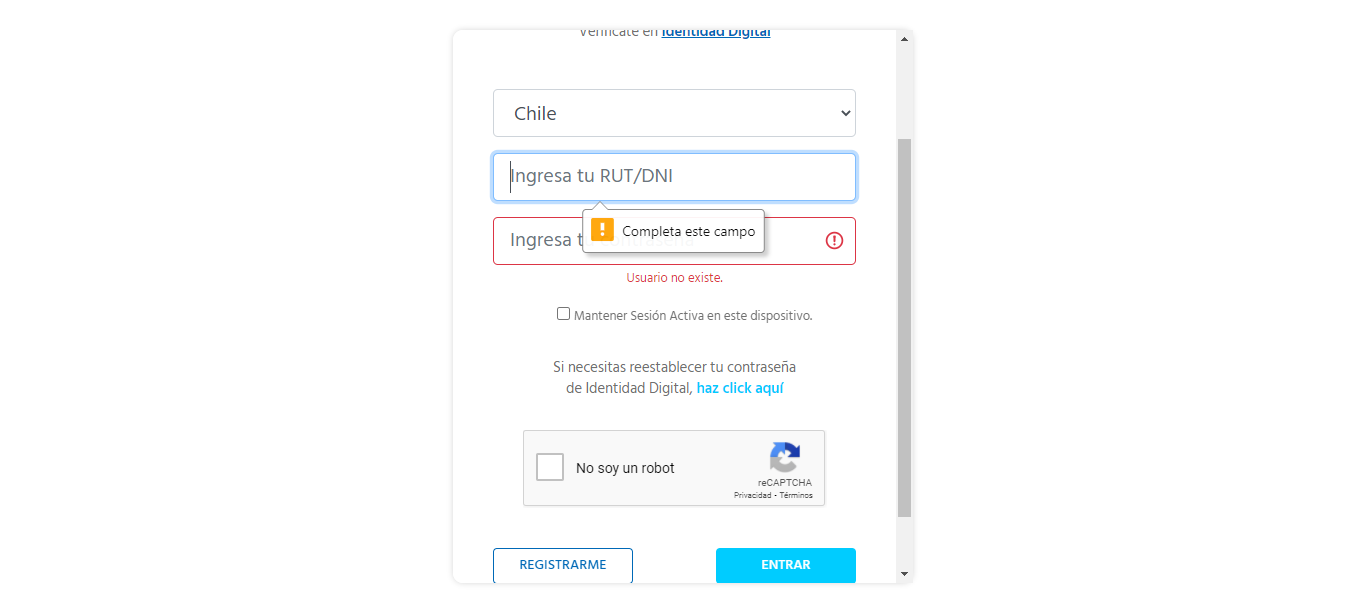 Verifícate en Identidad Digital
Chile
Ingresa tu RUT/DNI
Completa este campo
Ingresa tu contraseña
Usuario no existe.
Mantener Sesión Activa en este dispositivo.
Si necesitas reestablecer tu contraseña
de Identidad Digital, haz click aquí
No soy un robot
reCAPTCHA
Privacidad - Términos
REGISTRARME
ENTRAR